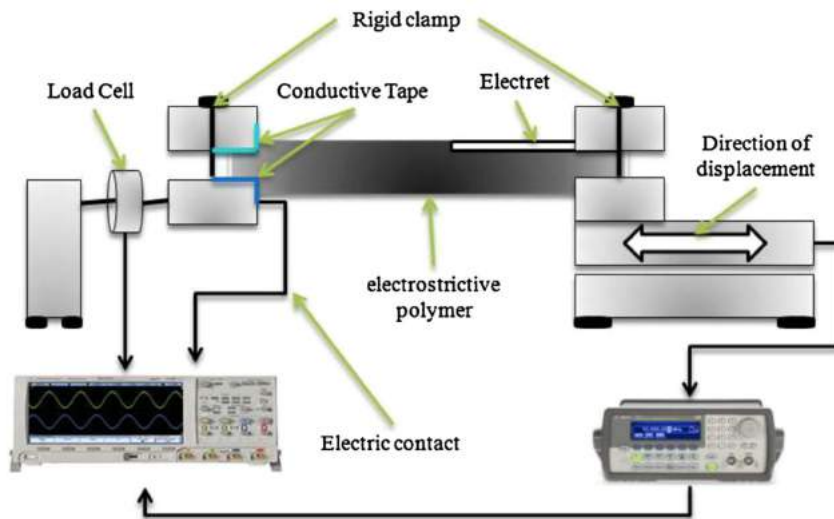 Rigid clamp
Load Cell
Conductive Tape
Electret
Direction of
displacement
electrostrictive
polymer
Electric contact